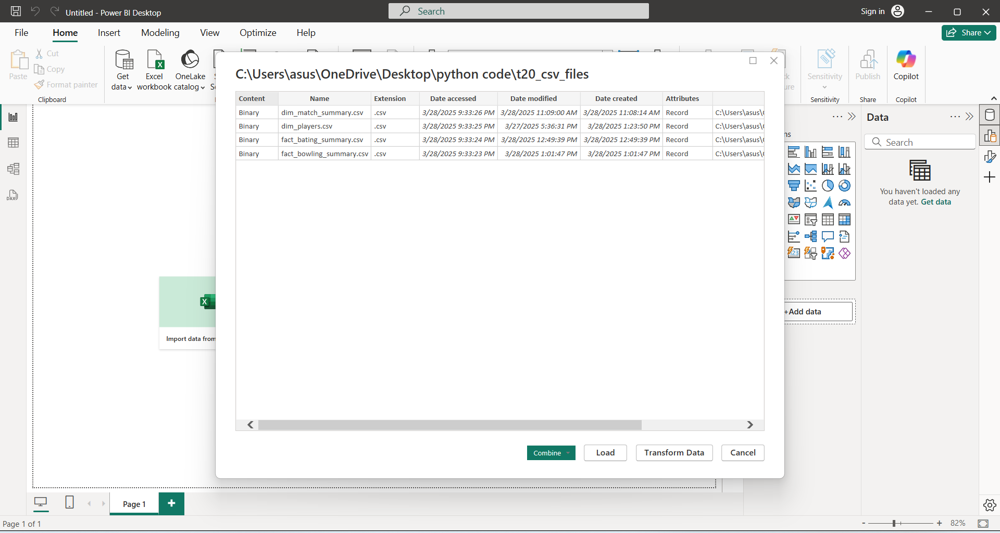 Untitled - Power BI Desktop
Search
Sign in
File
Home
Insert
Modeling
View
Optimize
Help
Share
Paste
Cut
Copy
Format painter
Clipboard
Get data
Excel workbook
OneLake catalog
Sensitivity
Sensitivity
Publish
Share
Copilot
Copilot
C:\Users\asus\OneDrive\Desktop\python code\t20_csv_files
Content Name Extension Date accessed Date modified Date created Attributes
Binary dim_match_summary.csv .csv 3/28/2025 9:33:26 PM 3/28/2025 11:09:00 AM 3/28/2025 11:08:14 AM Record C:\Users\asus\
Binary dim_players.csv .csv 3/28/2025 9:33:25 PM 3/27/2025 5:36:31 PM 3/28/2025 1:23:50 PM Record C:\Users\asus\
Binary fact_bating_summary.csv .csv 3/28/2025 9:33:24 PM 3/28/2025 12:49:39 PM 3/28/2025 12:49:39 PM Record C:\Users\asus\
Binary fact_bowling_summary.csv .csv 3/28/2025 9:33:23 PM 3/28/2025 1:01:47 PM 3/28/2025 1:01:47 PM Record C:\Users\asus\
Combine
Load
Transform Data
Cancel
Import data from
+Add data
Data
Search
You haven't loaded any
data yet. Get data
DAX
123
Page 1
Page 1 of 1
- + 82%